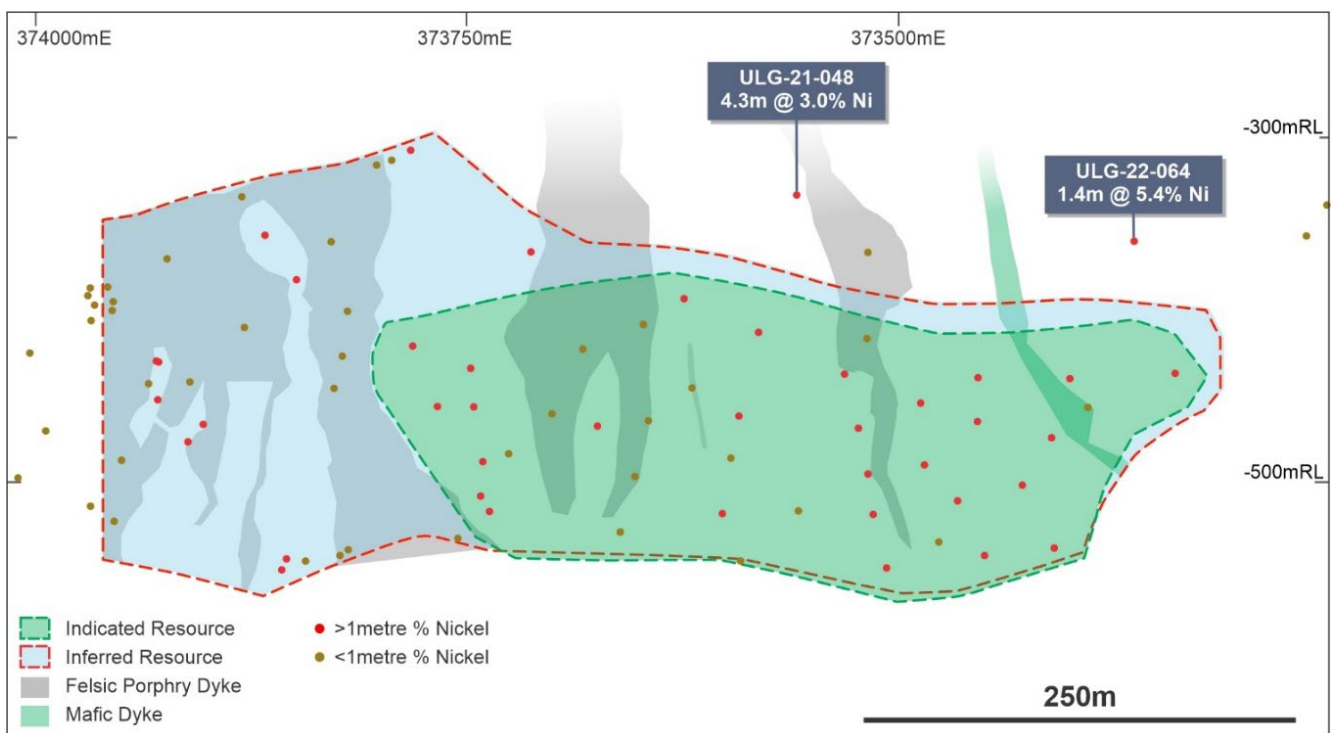 374000mE
373750mE
373500mE
ULG-21-048
4.3m @ 3.0% Ni
-300mRL
ULG-22-064
1.4m @ 5.4% Ni
-500mRL
Indicated Resource
>1metre % Nickel
Inferred Resource
<1metre % Nickel
Felsic Porphry Dyke
Mafic Dyke
250m